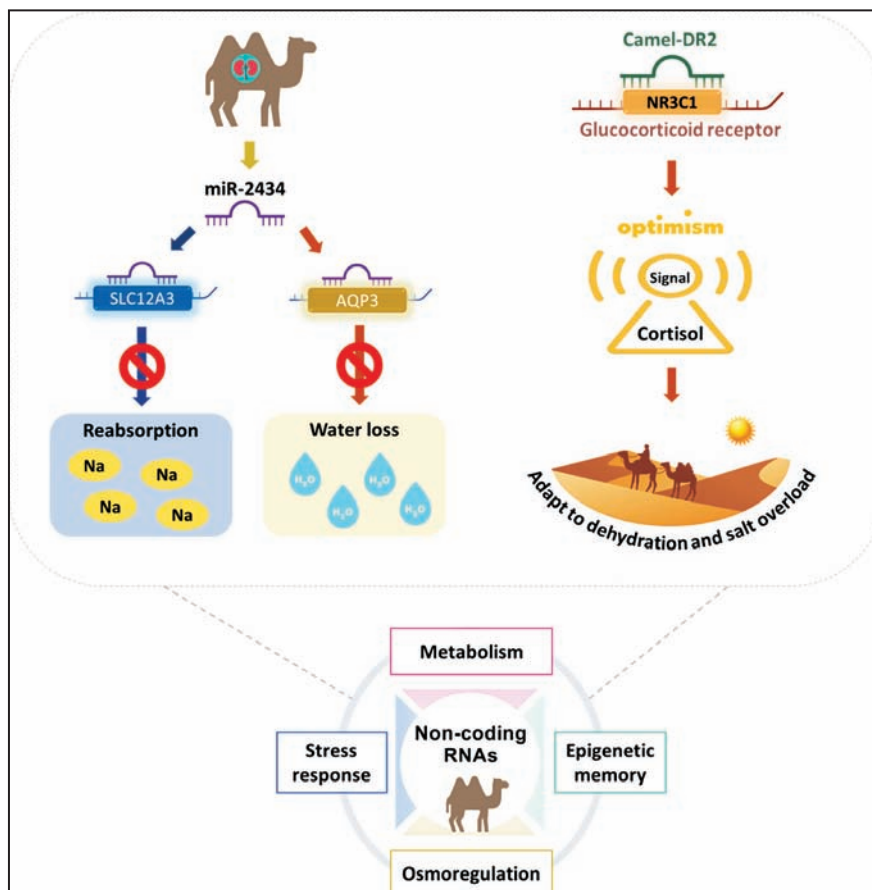 Camel-DR2
NR3C1
Glucocorticoid receptor
miR-2434
SLC12A3
AQP3
optimism
Signal
Cortisol
Reabsorption
Na
Na
Na
Na
Water loss
H₂O
H₂O
H₂O
H₂O
Adapt to dehydration and salt overload
Metabolism
Stress
response
Non-coding
RNAs
Epigenetic
memory
Osmoregulation